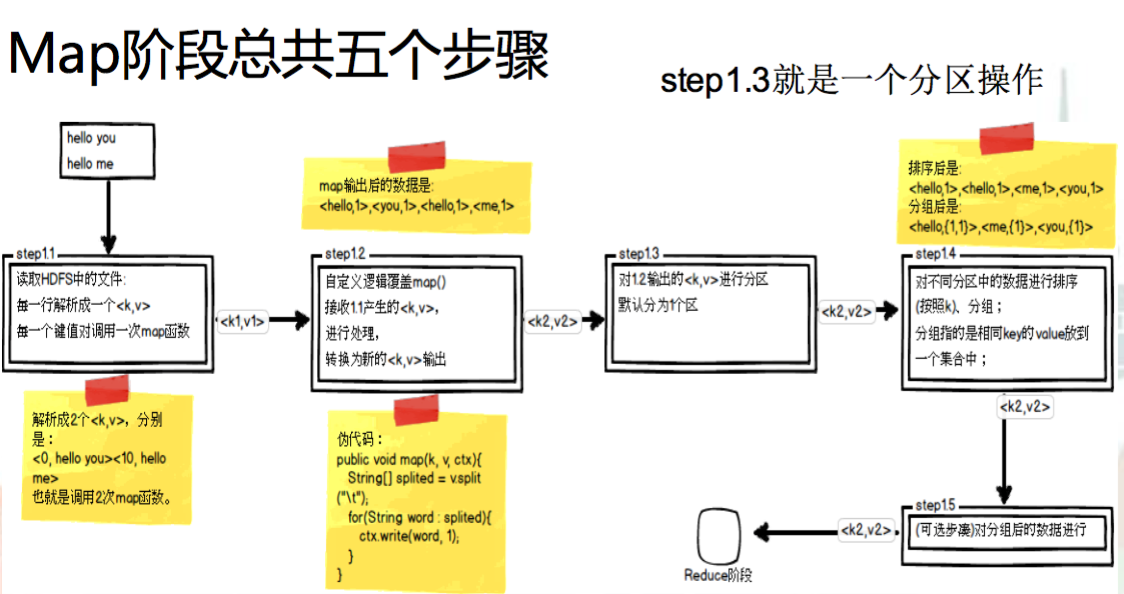 Map阶段总共五个步骤
step1.3就是一个分区操作
hello you
hello me
map输出后的数据是:
<hello,1>,<you,1>,<hello,1>,<me,1>
排序后是:
<hello,1>,<hello,1>,<me,1>,<you,1>
分组后是:
<hello,{1,1}>,<me,{1}>,<you,{1}>
step1.1
读取HDFS中的文件:
每一行解析成一个<k,v>
每一个键值对调用一次map函数
<k1,v1>
step1.2
自定义逻辑覆盖map()
接收1.1产生的<k,v>,
进行处理,
转换为新的<k,v>输出
<k2,v2>
step1.3
对1.2输出的<k,v>进行分区
默认分为1个区
<k2,v2>
step1.4
对不同分区中的数据进行排序
(按照k)、分组；
分组指的是相同key的value放到
一个集合中；
<k2,v2>
解析成2个<k,v>，分别
是：
<0, hello you><10, hello
me>
也就是调用2次map函数。
伪代码：
public void map(k, v, ctx){
String[] splited = v.split
("\t");
for(String word : splited){
ctx.write(word, 1);
}
}
step1.5
(可选步凑)对分组后的数据进行
<k2,v2>
Reduce阶段